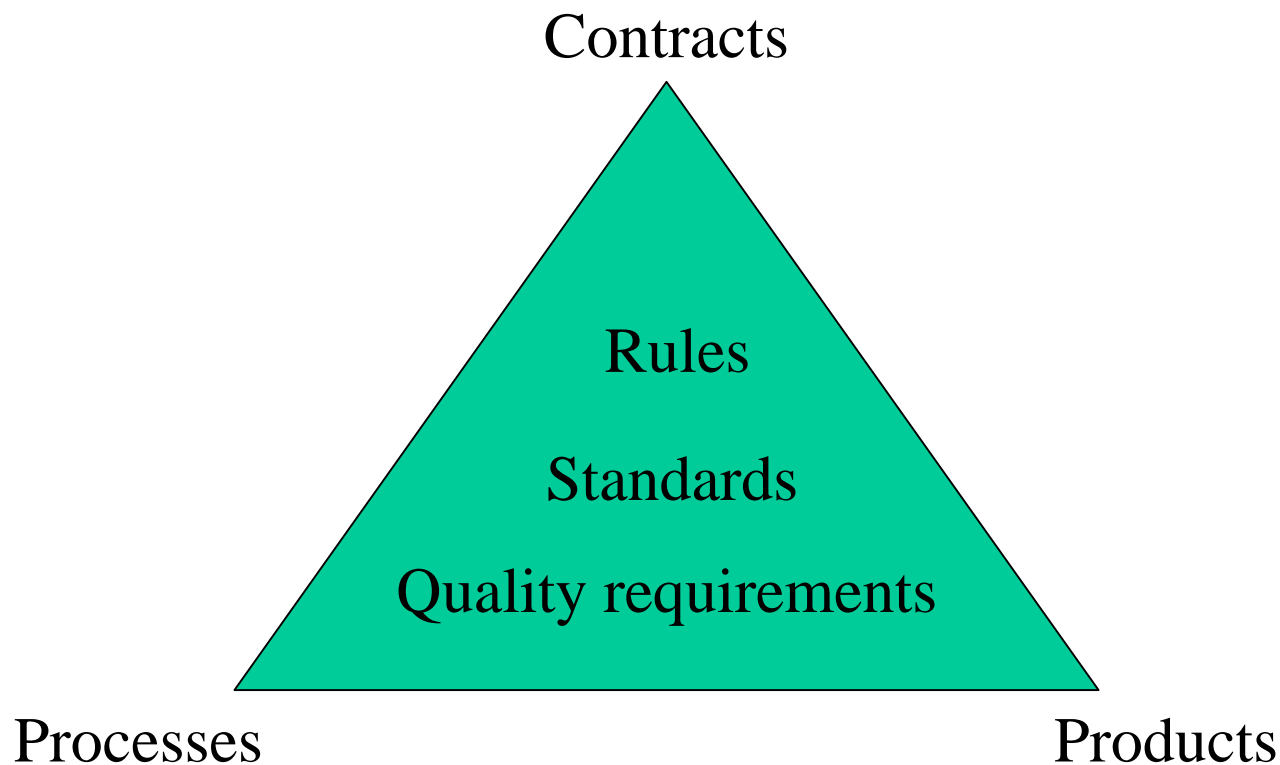 Contracts
Rules
Standards
Quality requirements
Processes
Products